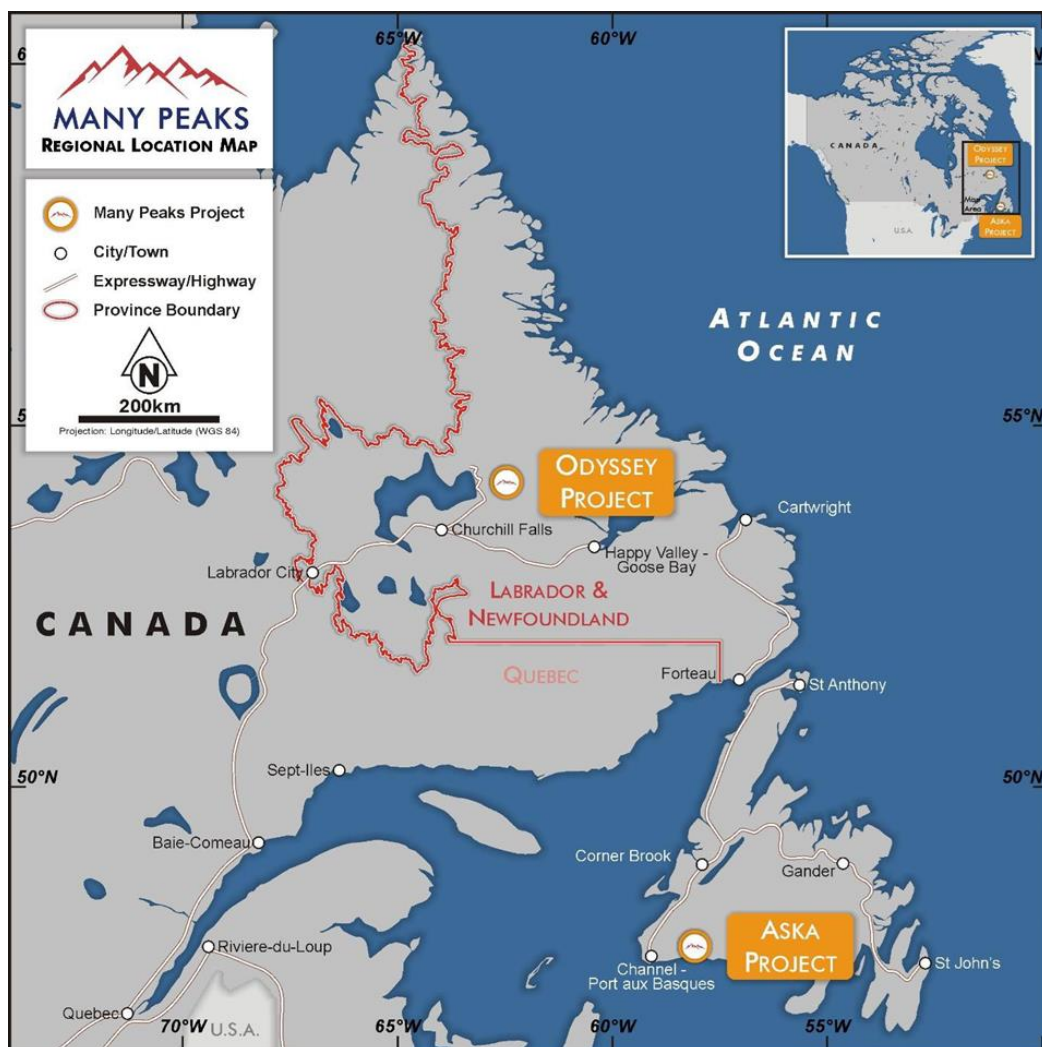 MANY PEAKS
REGIONAL LOCATION MAP
Many Peaks Project
City/Town
Expressway/Highway
Province Boundary
N
200km
Projection: Longitude/Latitude (WGS 84)
65°W
60°W
CANADA
ODYSSEY
PROJECT
Map
Area
ASKA
PROJECT
U.S.A.
ATLANTIC
OCEAN
55°N
ODYSSEY
PROJECT
Cartwright
Churchill Falls
Happy Valley -
Goose Bay
Labrador City
LABRADOR &
NEWFOUNDLAND
CANADA
QUEBEC
Forteau
St Anthony
Sept-Iles
50°N
50°N
Baie-Comeau
Corner Brook
Gander
ASKA
PROJECT
Riviere-du-Loup
Channel -
Port aux Basques
St John's
Quebec
70°W
U.S.A.
65°W
60°W
55°W